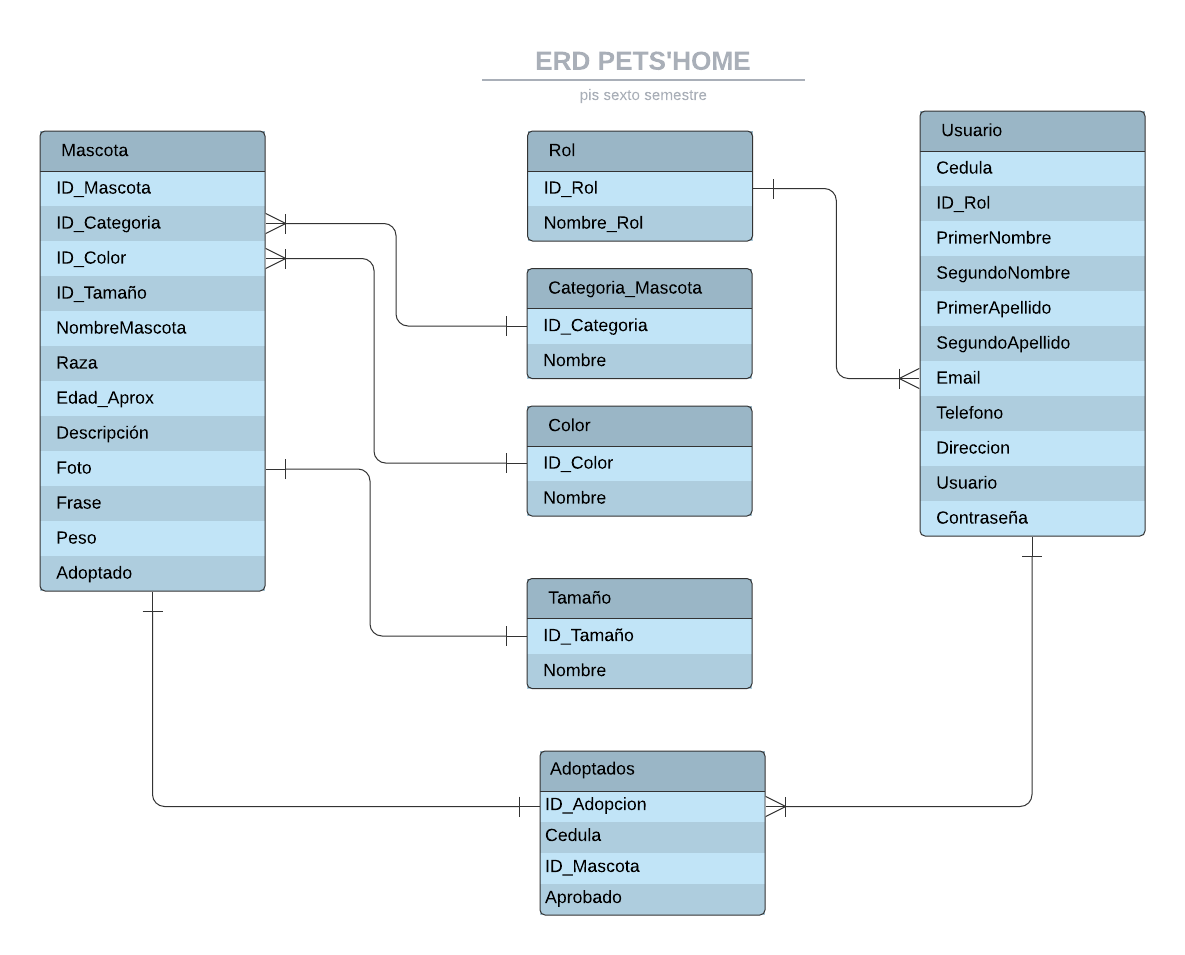 ERD PETS'HOME
pis sexto semestre
Mascota
ID_Mascota
ID_Categoria
ID_Color
ID_Tamaño
NombreMascota
Raza
Edad_Aprox
Descripción
Foto
Frase
Peso
Adoptado
Rol
ID_Rol
Nombre_Rol
Categoria_Mascota
ID_Categoria
Nombre
Color
ID_Color
Nombre
Tamaño
ID_Tamaño
Nombre
Adoptados
ID_Adopcion
Cedula
ID_Mascota
Aprobado
Usuario
Cedula
ID_Rol
PrimerNombre
SegundoNombre
PrimerApellido
SegundoApellido
Email
Telefono
Direccion
Usuario
Contraseña